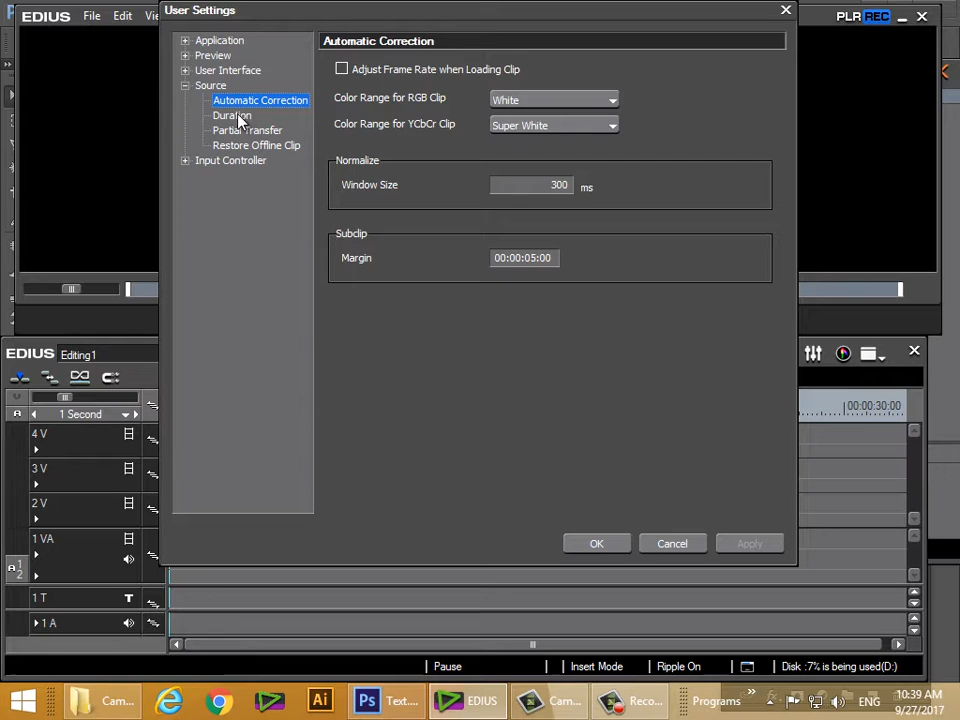 EDIUS File Edit Vi
User Settings
PLR REC
Application
Preview
User Interface
Source
Automatic Correction
Duration
Partial Transfer
Restore Offline Clip
Input Controller
Automatic Correction
Adjust Frame Rate when Loading Clip
Color Range for RGB Clip White
Color Range for YCbCr Clip Super White
Normalize
Window Size 300 ms
Subclip
Margin 00:00:05:00
OK Cancel Apply
EDIUS Editing1
1 Second
00:00:30:00
4 V
3 V
2 V
1 VA
A 1 2
1 T T
1 A
Pause Insert Mode Ripple On Disk :7% is being used(D:)
Cam... Ai Ps Text.... EDIUS Cam... Reco... Programs ENG
10:39 AM
9/27/2017